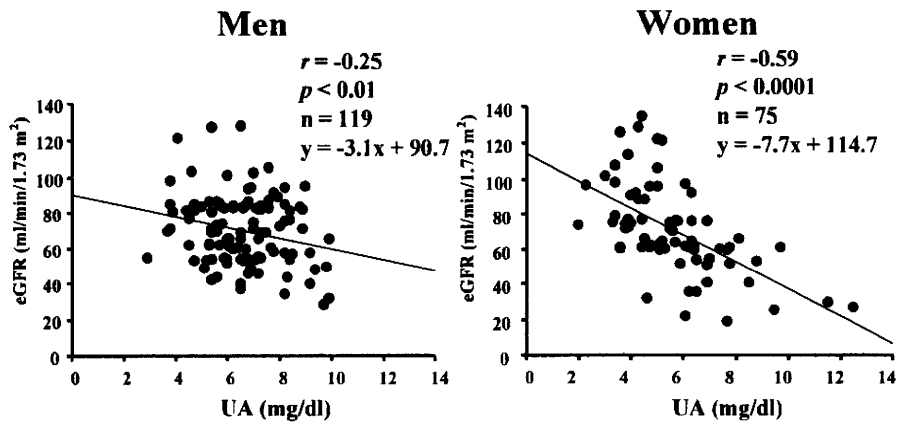 Men
r = -0.25
p < 0.01
n = 119
y = -3.1x + 90.7
eGFR (ml/min/1.73 m²)
140
120
100
80
60
40
20
0
0 2 4 6 8 10 12 14
UA (mg/dl)
Women
r = -0.59
p < 0.0001
n = 75
y = -7.7x + 114.7
eGFR (ml/min/1.73 m²)
140
120
100
80
60
40
20
0
0 2 4 6 8 10 12 14
UA (mg/dl)